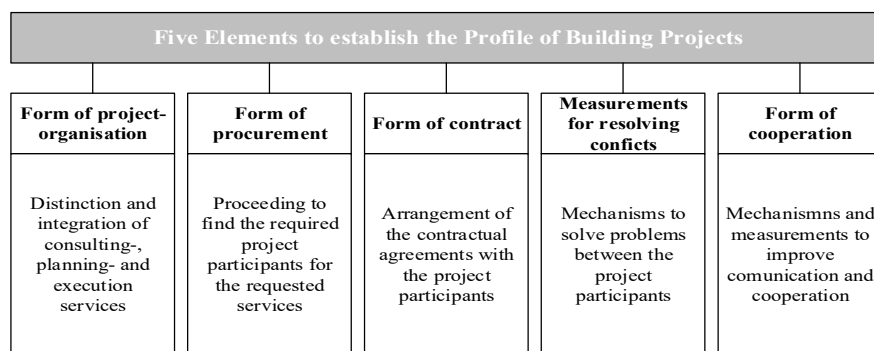 Five Elements to establish the Profile of Building Projects
Form of project-
organisation
Distinction and
integration of
consulting-,
planning- and
execution
services
Form of
procurement
Proceeding to
find the required
project
participants for
the requested
services
Form of contract
Arrangement of
the contractual
agreements with
the project
participants
Measurements
for resolving
conficts
Mechanisms to
solve problems
between the
project
participants
Form of
cooperation
Mechanismns and
measurements to
improve
comunication and
cooperation